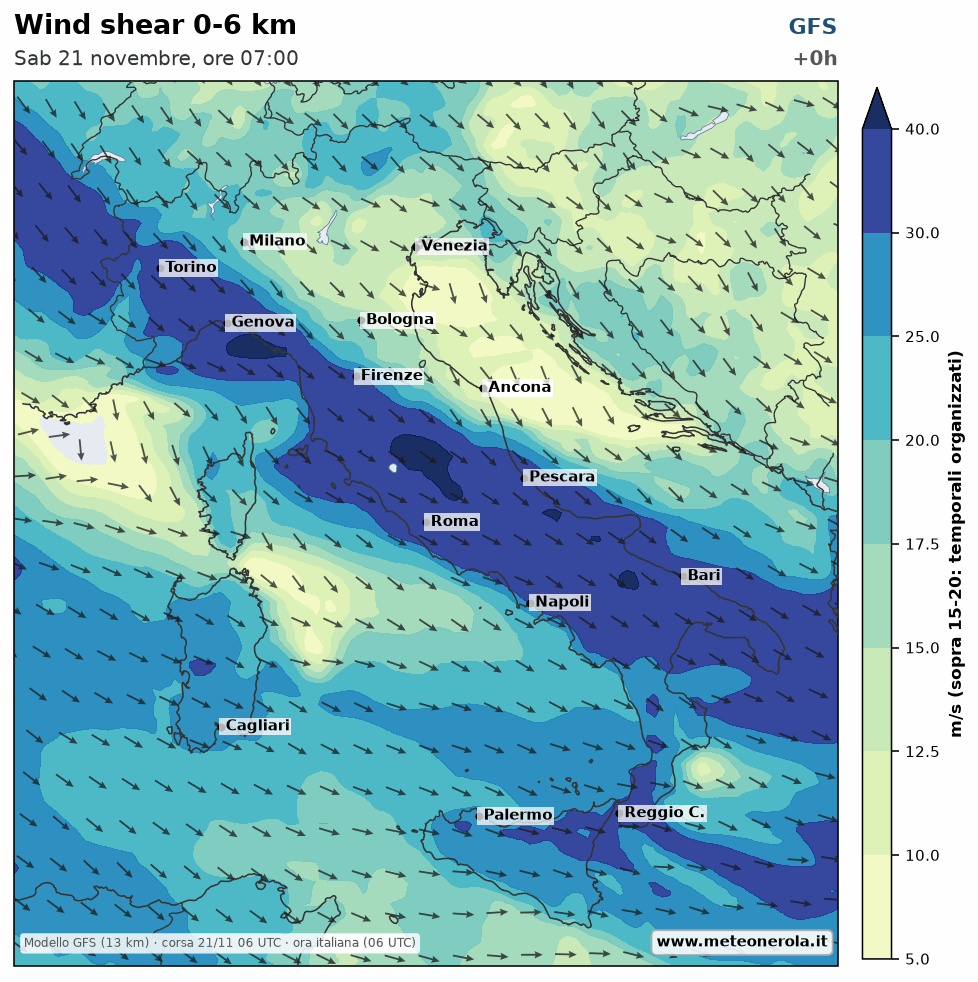 Wind shear 0-6 km
GFS
Sab 21 novembre, ore 07:00
+0h
Milano
Venezia
Torino
Genova
Bologna
Firenze
Ancona
Pescara
Roma
Bari
Napoli
Cagliari
Palermo
Reggio C.
40.0
30.0
25.0
20.0
17.5
15.0
12.5
10.0
5.0
m/s (sopra 15-20: temporali organizzati)
Modello GFS (13 km) · corsa 21/11 06 UTC · ora italiana (06 UTC)
www.meteonerola.it